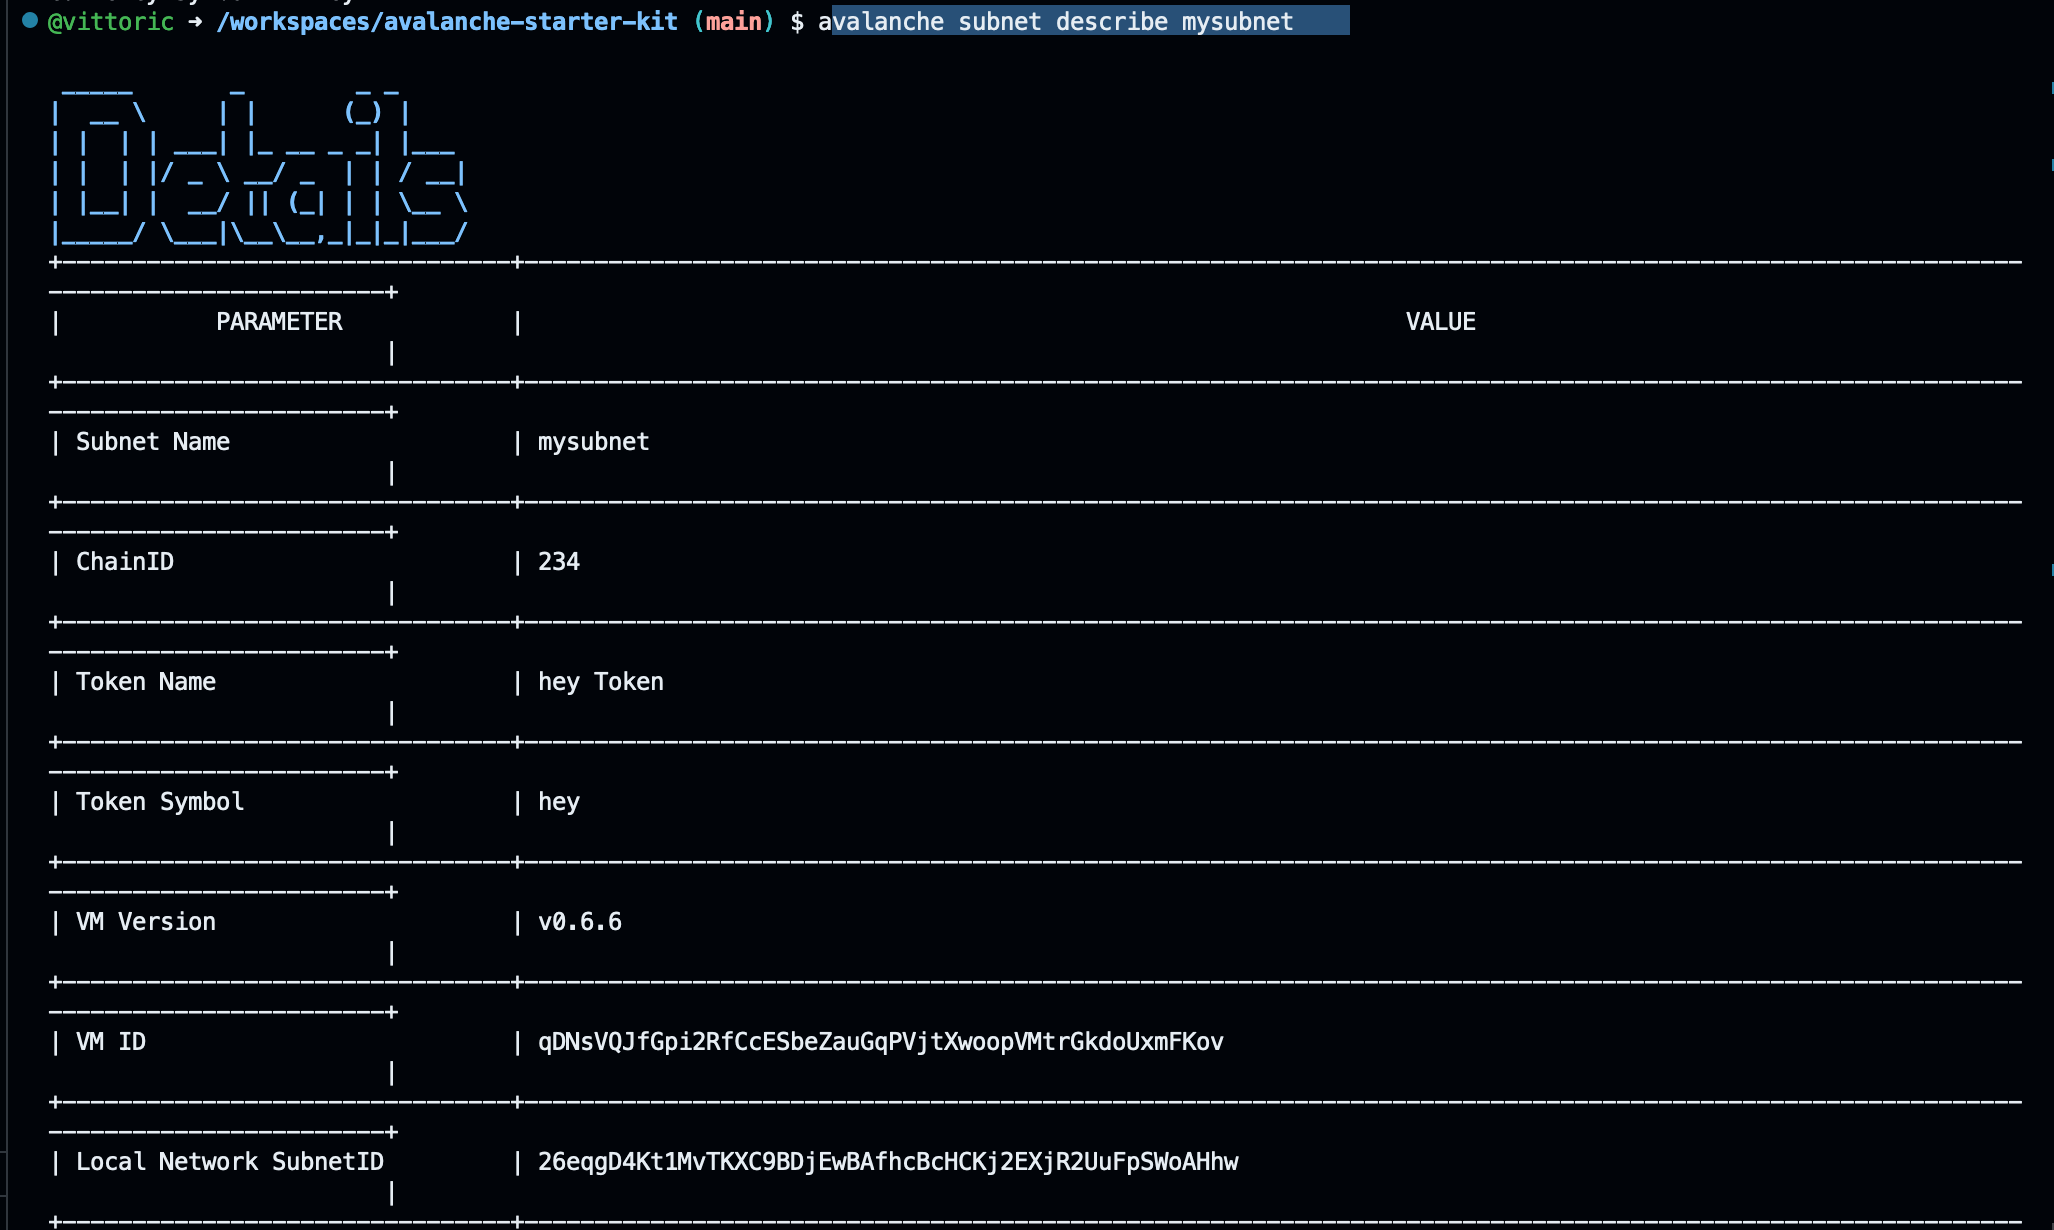 @vittoric ➜ /workspaces/avalanche-starter-kit (main) $ avalanche subnet describe mysubnet
Details
PARAMETER | VALUE
Subnet Name | mysubnet
ChainID | 234
Token Name | hey Token
Token Symbol | hey
VM Version | v0.6.6
VM ID | qDNsVQJfGpi2RfCcESbeZauGqPVjtXwoopVMtrGkdoUxmFKov
Local Network SubnetID | 26eqgD4Kt1MvTKXC9BDjEwBAfhcBcHCKj2EXjR2UuFpSWoAHhw